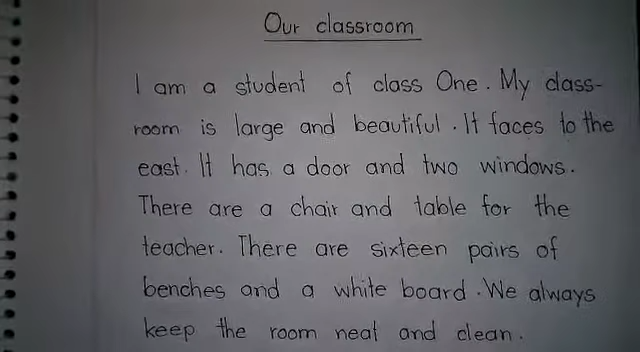 Our classroom
I am a student of class One. My class-
room is large and beautiful. It faces to the
east. It has a door and two windows.
There are a chair and table for the
teacher. There are sixteen pairs of
benches and a white board. We always
keep the room neat and clean.